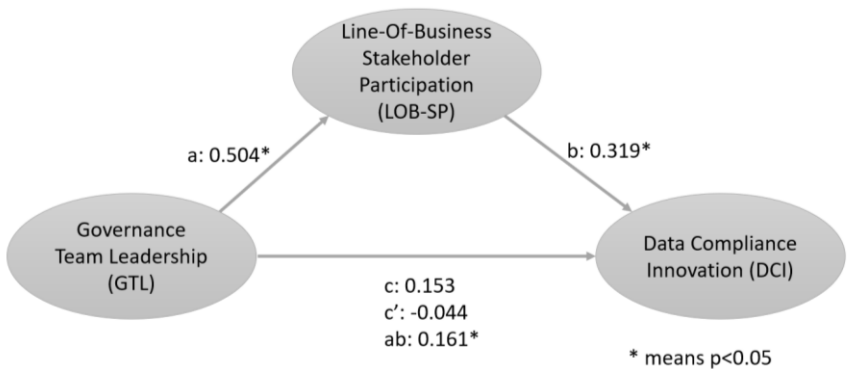 Line-Of-Business
Stakeholder
Participation
(LOB-SP)
a: 0.504*
b: 0.319*
Governance
Team Leadership
(GTL)
Data Compliance
Innovation (DCI)
c: 0.153
c’: -0.044
ab: 0.161*
* means p<0.05